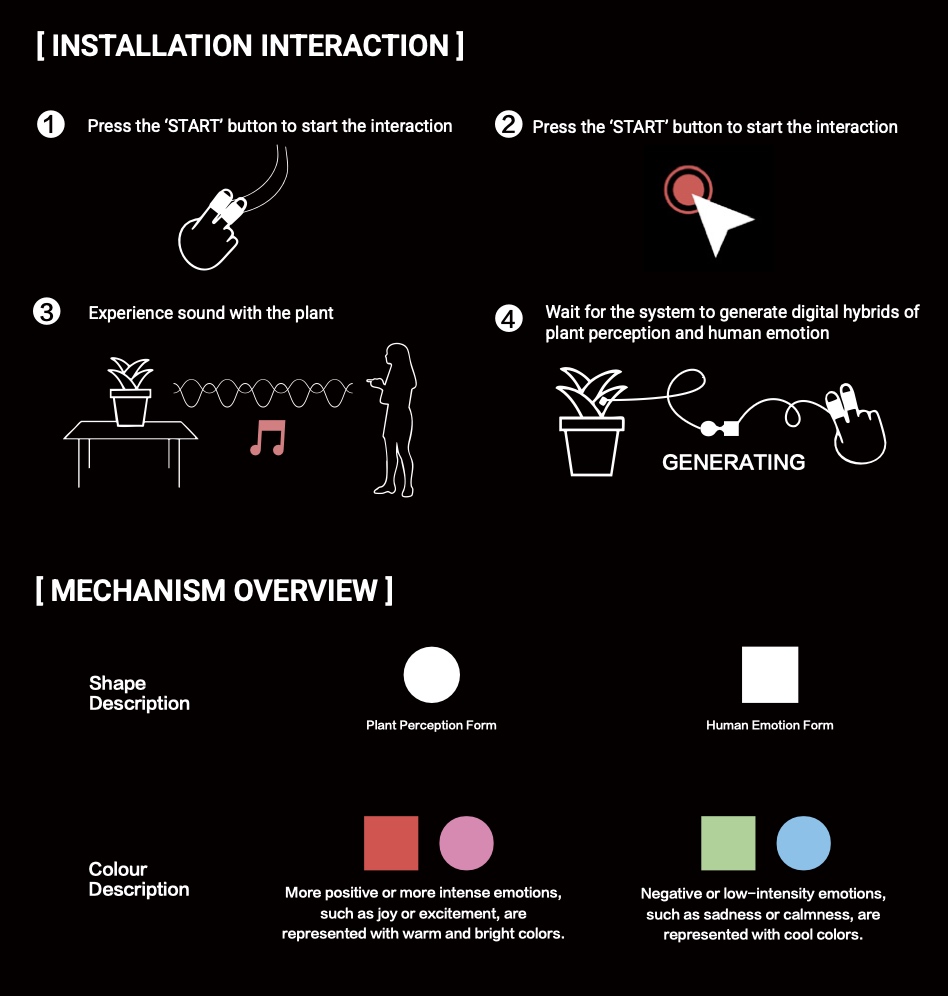 [ INSTALLATION INTERACTION ]
1 Press the ‘START’ button to start the interaction
2 Press the ‘START’ button to start the interaction
3 Experience sound with the plant
4 Wait for the system to generate digital hybrids of
plant perception and human emotion
GENERATING
[ MECHANISM OVERVIEW ]
Shape
Description
Plant Perception Form
Human Emotion Form
Colour
Description
More positive or more intense emotions,
such as joy or excitement, are
represented with warm and bright colors.
Negative or low-intensity emotions,
such as sadness or calmness, are
represented with cool colors.